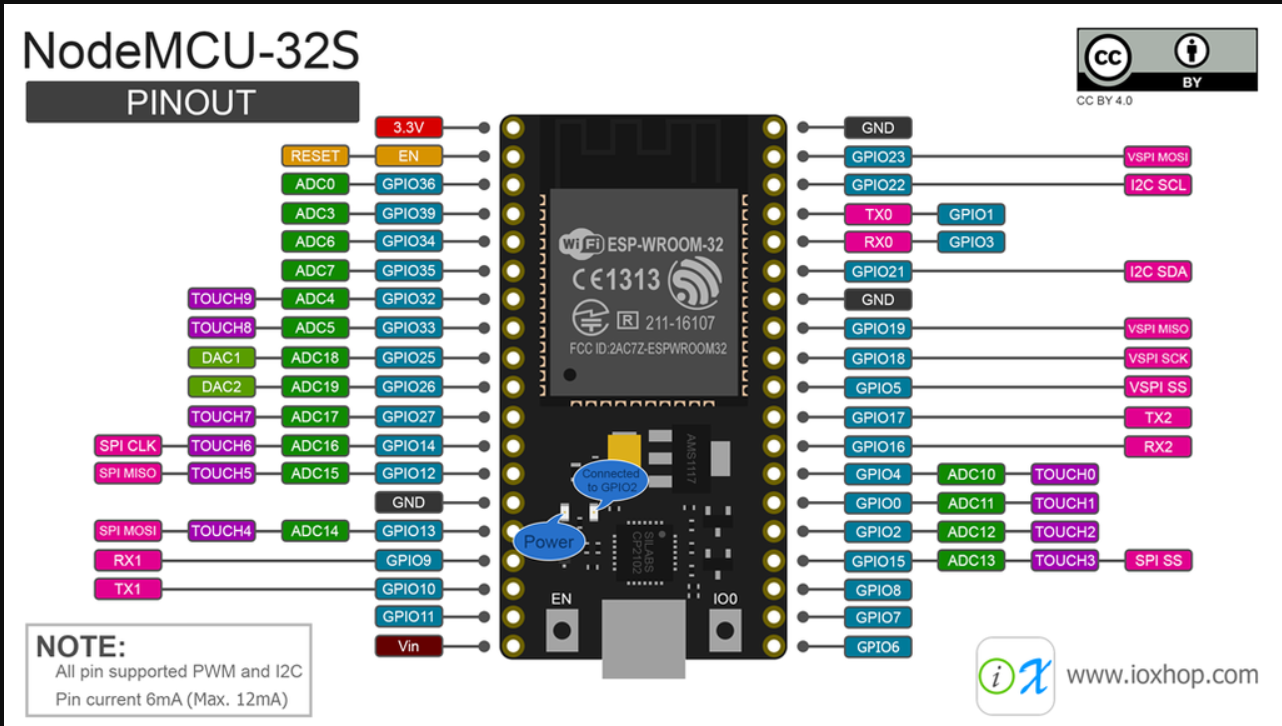 NodeMCU-32S
PINOUT
CC BY
CC BY 4.0
3.3V GND
RESET EN GPIO23 VSPI MOSI
ADC0 GPIO36 GPIO22 I2C SCL
ADC3 GPIO39 TX0 GPIO1
ADC6 GPIO34 RX0 GPIO3
ADC7 GPIO35 GPIO21 I2C SDA
TOUCH9 ADC4 GPIO32 GND
TOUCH8 ADC5 GPIO33 GPIO19 VSPI MISO
DAC1 ADC18 GPIO25 GPIO18 VSPI SCK
DAC2 ADC19 GPIO26 GPIO5 VSPI SS
TOUCH7 ADC17 GPIO27 GPIO17 TX2
SPI CLK TOUCH6 ADC16 GPIO14 GPIO16 RX2
SPI MISO TOUCH5 ADC15 GPIO12 GPIO4 ADC10 TOUCH0
GND GPIO0 ADC11 TOUCH1
SPI MOSI TOUCH4 ADC14 GPIO13 GPIO2 ADC12 TOUCH2
RX1 GPIO9 GPIO15 ADC13 TOUCH3 SPI SS
TX1 GPIO10 GPIO8
GPIO11 GPIO7
Vin GPIO6
WiFi ESP-WROOM-32
CE1313
R 211-16107
FCC ID:2AC7Z-ESPWROOM32
AMS1117
Connected
to GPIO2
Power
SILABS
CP2102
EN IO0
NOTE:
All pin supported PWM and I2C
Pin current 6mA (Max. 12mA)
iX www.ioxhop.com